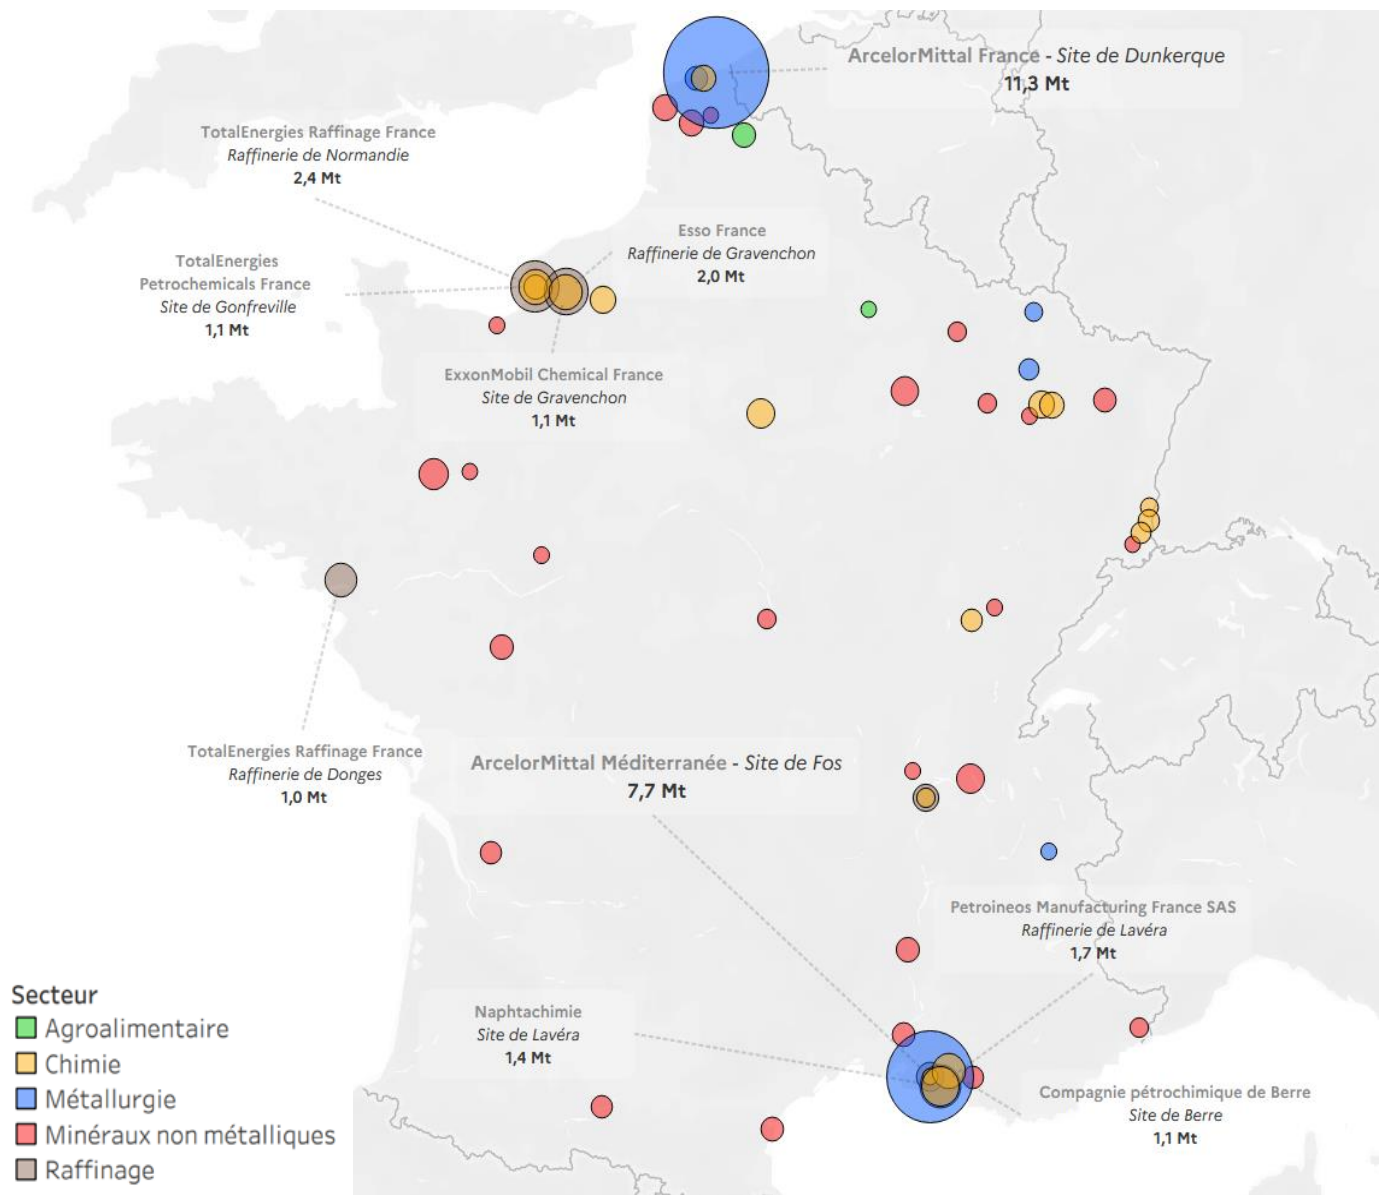 ArcelorMittal France - Site de Dunkerque
11,3 Mt
TotalEnergies Raffinage France
Raffinerie de Normandie
2,4 Mt
Esso France
Raffinerie de Gravenchon
2,0 Mt
TotalEnergies
Petrochemicals France
Site de Gonfreville
1,1 Mt
ExxonMobil Chemical France
Site de Gravenchon
1,1 Mt
TotalEnergies Raffinage France
Raffinerie de Donges
1,0 Mt
ArcelorMittal Méditerranée - Site de Fos
7,7 Mt
Petroineos Manufacturing France SAS
Raffinerie de Lavéra
1,7 Mt
Naphtachimie
Site de Lavéra
1,4 Mt
Compagnie pétrochimique de Berre
Site de Berre
1,1 Mt
Secteur
Agroalimentaire
Chimie
Métallurgie
Minéraux non métalliques
Raffinage